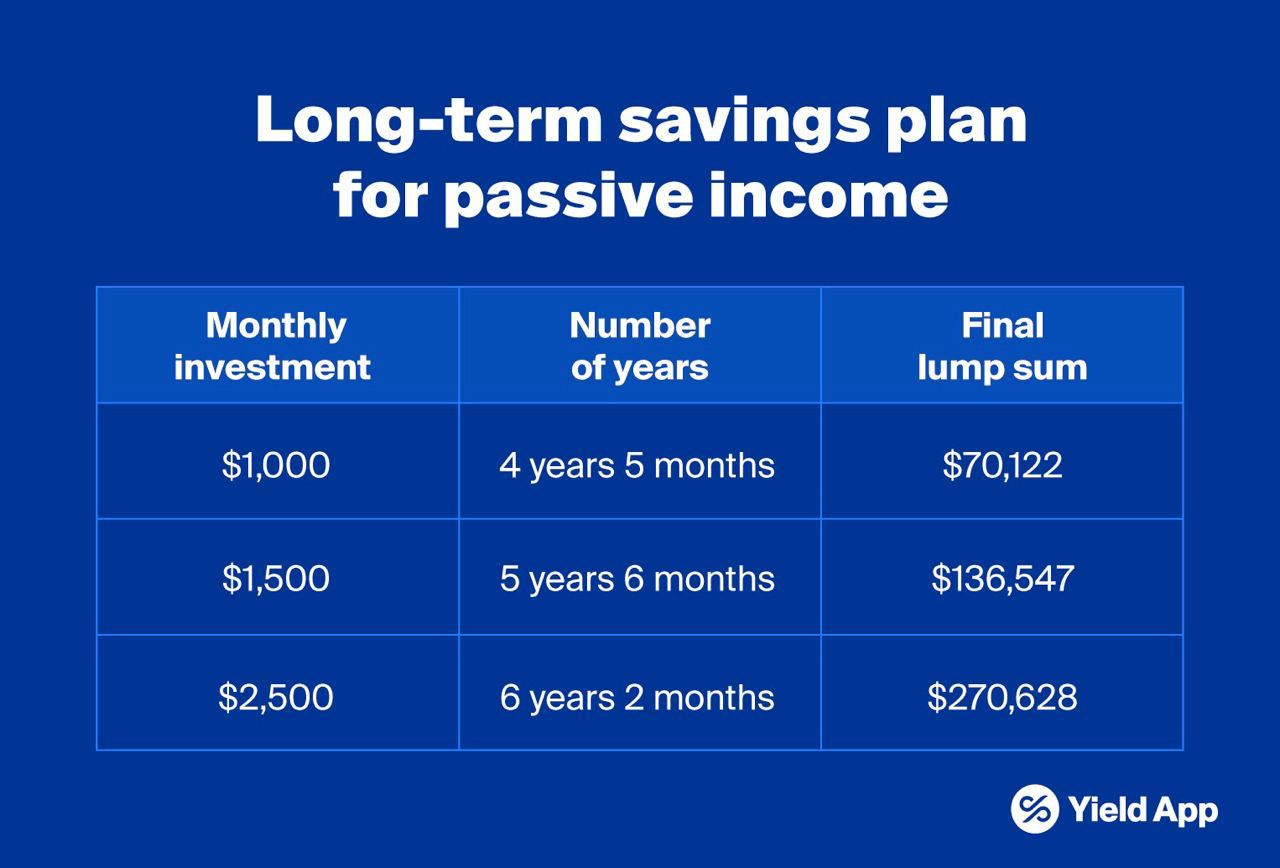 Long-term savings plan
for passive income
Monthly
investment
Number
of years
Final
lump sum
$1,000
4 years 5 months
$70,122
$1,500
5 years 6 months
$136,547
$2,500
6 years 2 months
$270,628
Yield App